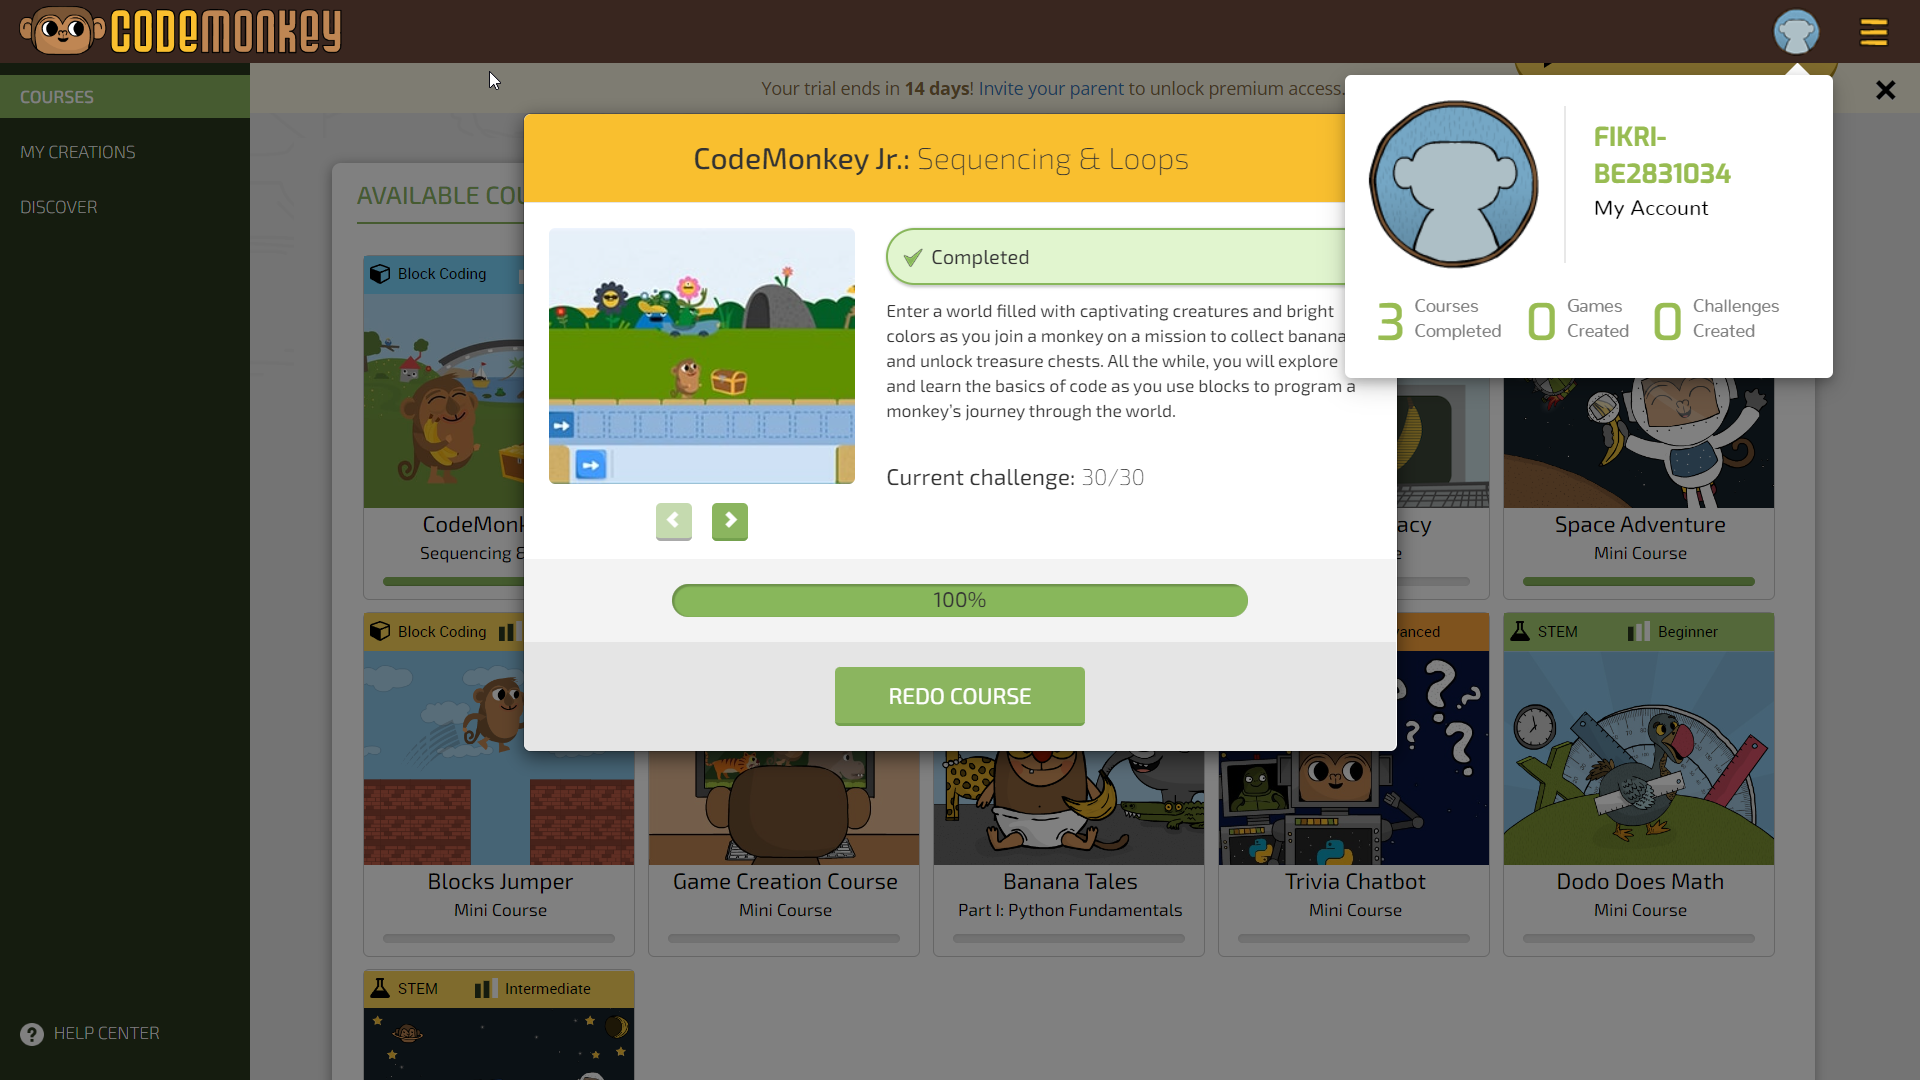 CODEMONKEY
COURSES
MY CREATIONS
DISCOVER
HELP CENTER
Your trial ends in 14 days! Invite your parent to unlock premium access.
FIKRI-
BE2831034
My Account
3 Courses Completed
0 Games Created
0 Challenges Created
AVAILABLE
CodeMonkey Jr.: Sequencing & Loops
Completed
Enter a world filled with captivating creatures and bright
colors as you join a monkey on a mission to collect banana
and unlock treasure chests. All the while, you will explore
and learn the basics of code as you use blocks to program a
monkey's journey through the world.
Current challenge: 30/30
100%
REDO COURSE
Block Coding
Sequencing
Space Adventure
Mini Course
Block Coding
Blocks Jumper
Mini Course
Game Creation Course
Mini Course
Banana Tales
Part I: Python Fundamentals
Trivia Chatbot
Mini Course
STEM Beginner
Dodo Does Math
Mini Course
STEM Intermediate